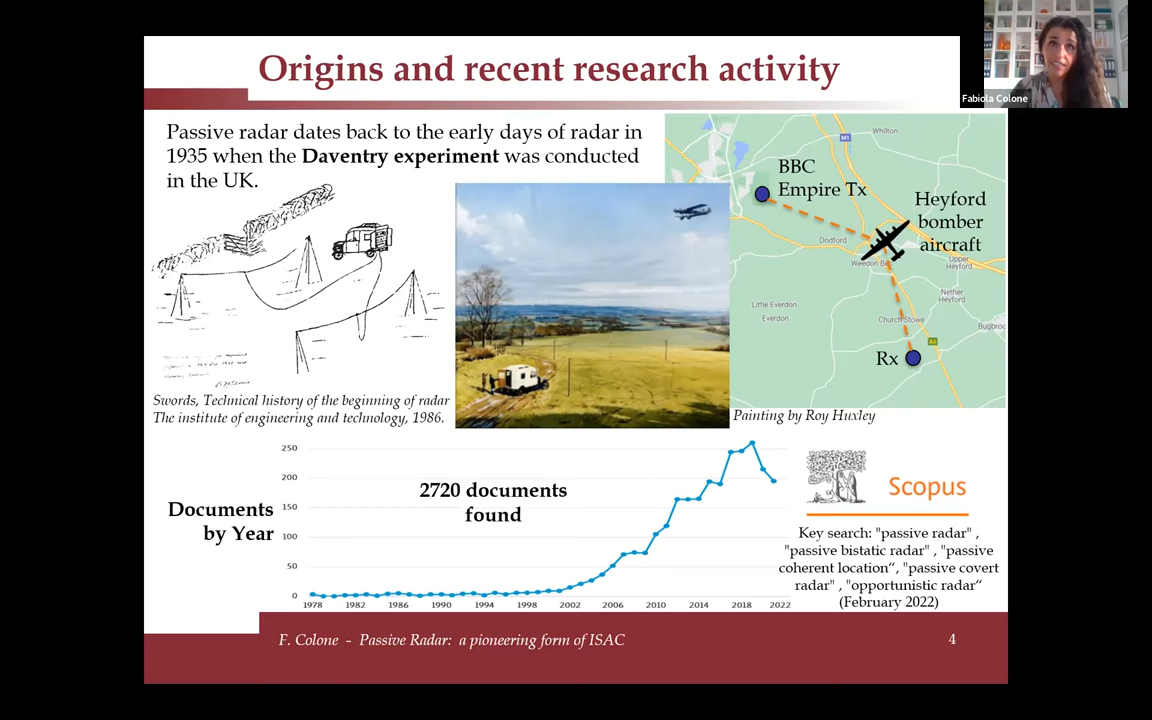 Origins and recent research activity
Fabiola Colone
Passive radar dates back to the early days of radar in
1935 when the Daventry experiment was conducted
in the UK.
Swords, Technical history of the beginning of radar
The institute of engineering and technology, 1986.
Whilton
M1
BBC
Empire Tx
Heyford
bomber
aircraft
Dodford
Weedon B
Upper
Heyford
Nether
Heyford
Little Everdon
Everdon
Church Stowe
Bugbroo
A5
Rx
Painting by Roy Huxley
Documents
by Year
250
200
150
100
50
0
2720 documents
found
1978 1982 1986 1990 1994 1998 2002 2006 2010 2014 2018 2022
Scopus
Key search: "passive radar" ,
"passive bistatic radar" , "passive
coherent location“, "passive covert
radar" , "opportunistic radar“
(February 2022)
F. Colone - Passive Radar: a pioneering form of ISAC
4